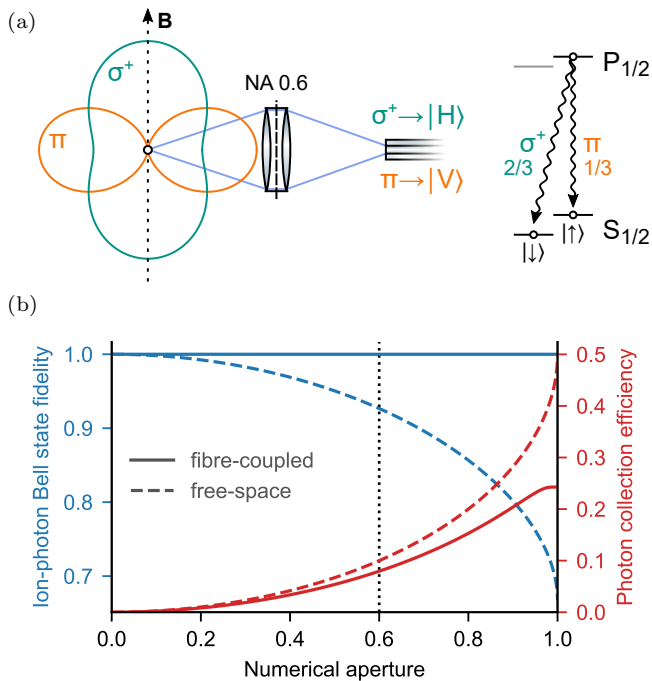 (a)
B
σ⁺
π
NA 0.6
σ⁺→|H⟩
π→|V⟩
P₁/₂
σ⁺
2/3
π
1/3
S₁/₂
|↓⟩
|↑⟩
(b)
Ion-photon Bell state fidelity
1.0
0.9
0.8
0.7
fibre-coupled
free-space
0.5
0.4
0.3
0.2
0.1
0.0
Photon collection efficiency
0.0 0.2 0.4 0.6 0.8 1.0
Numerical aperture